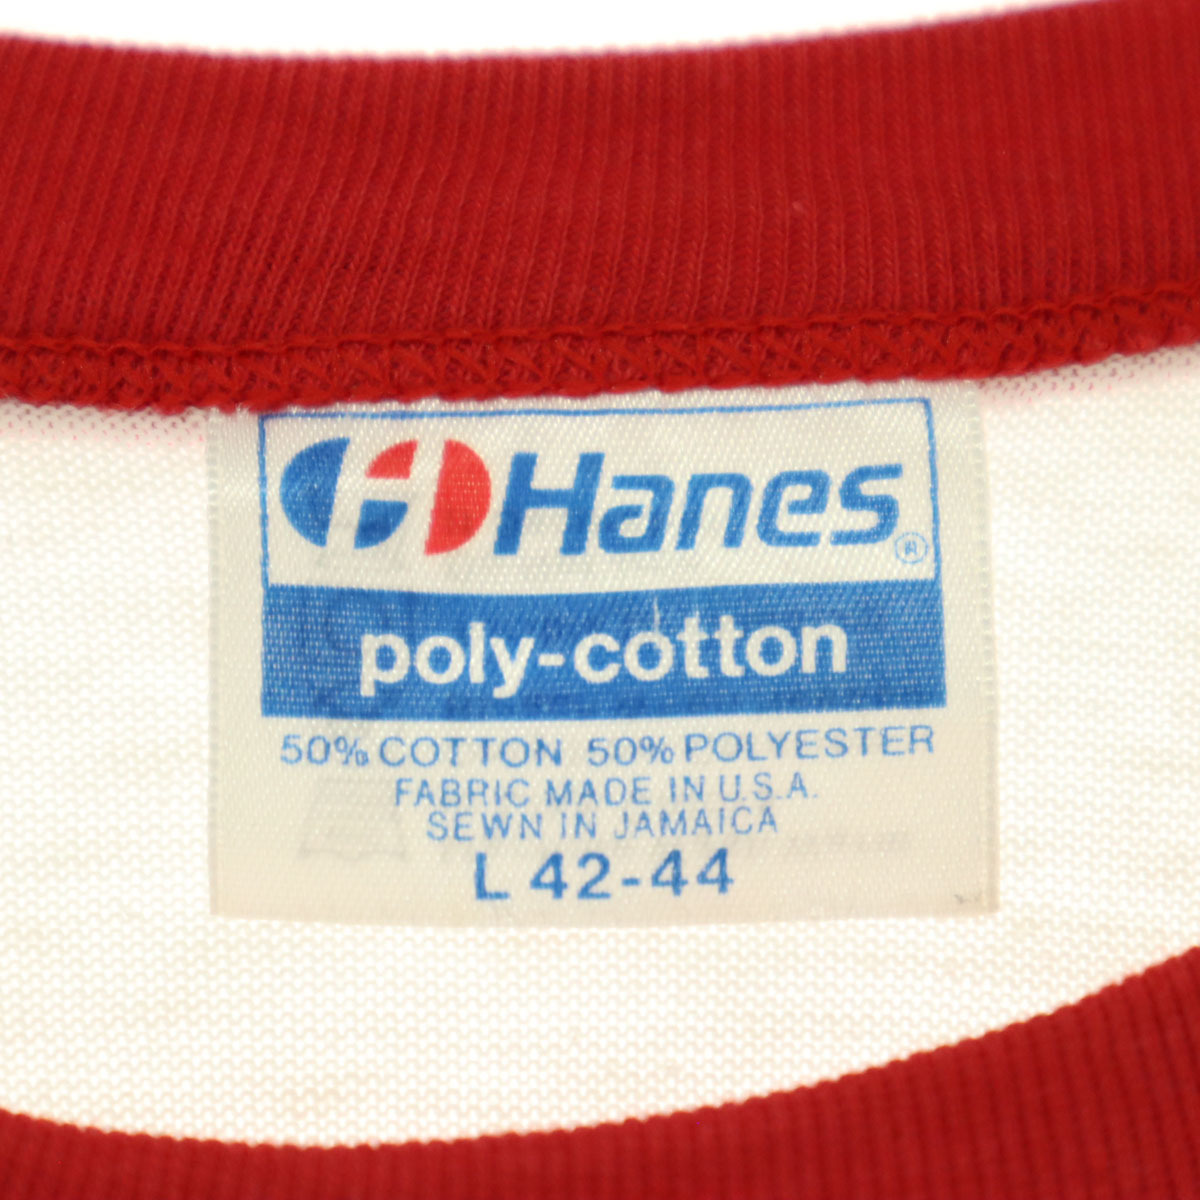 Hanes®
poly-cotton
50% COTTON 50% POLYESTER
FABRIC MADE IN U.S.A.
SEWN IN JAMAICA
L 42-44